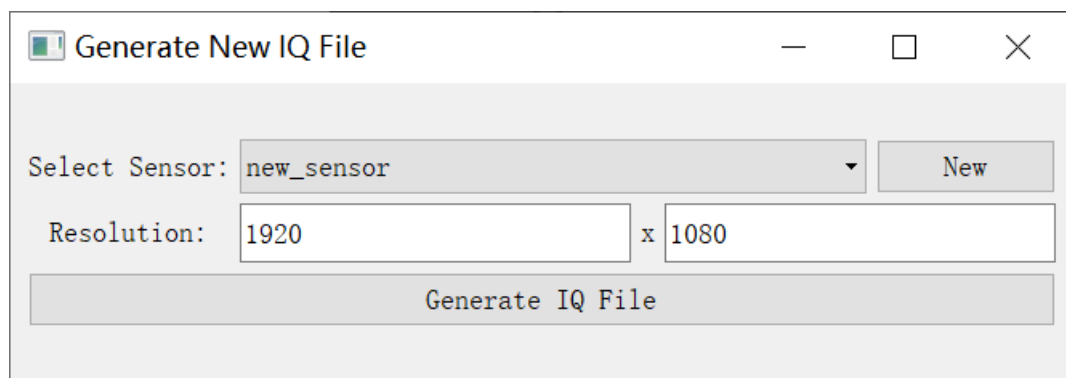 Generate New IQ File
Select Sensor: new_sensor New
Resolution: 1920 x 1080
Generate IQ File